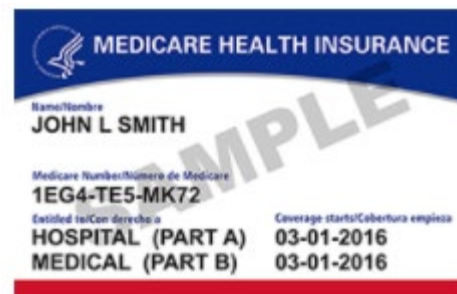 MEDICARE HEALTH INSURANCE
Name/Nombre
JOHN L SMITH
SAMPLE
Medicare Number/Número de Medicare
1EG4-TE5-MK72
Entitled to/Con derecho a Coverage starts/Cobertura empieza
HOSPITAL (PART A) 03-01-2016
MEDICAL (PART B) 03-01-2016